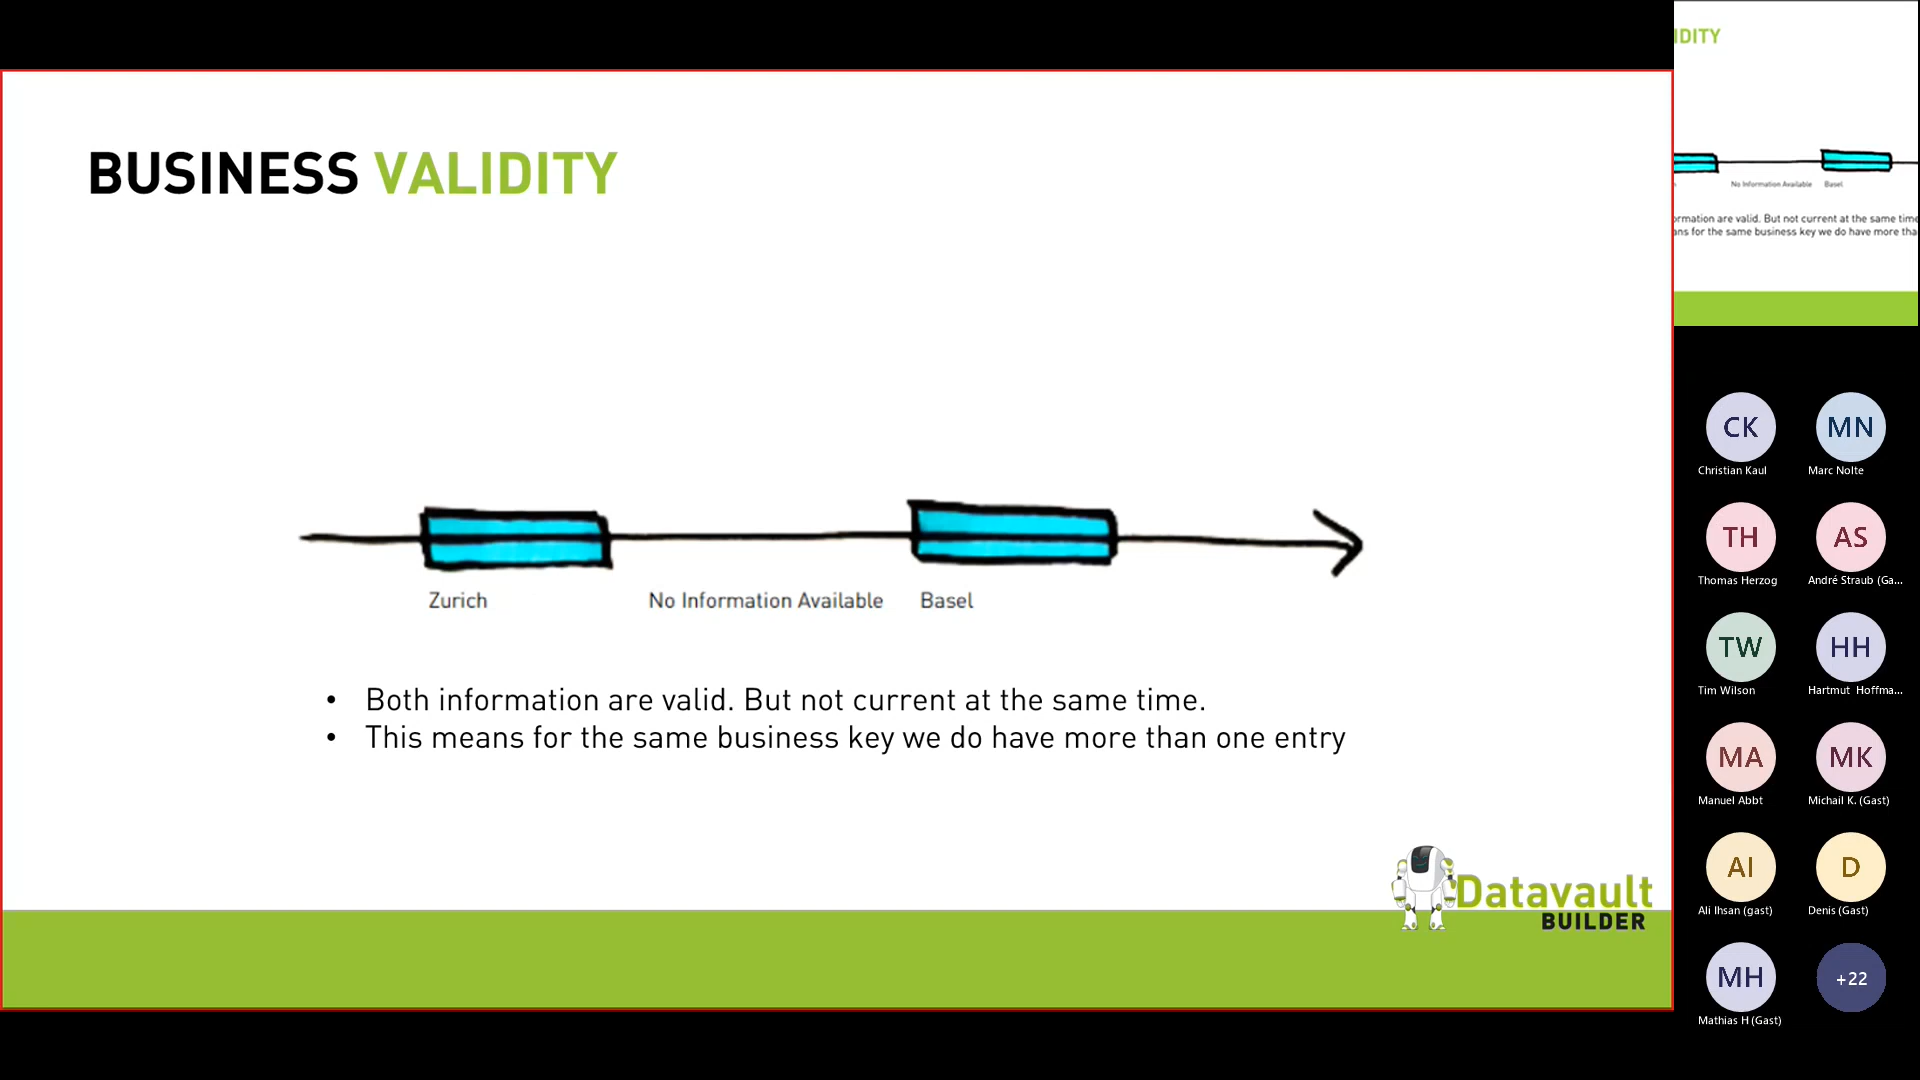 BUSINESS VALIDITY
Zurich
No Information Available
Basel
• Both information are valid. But not current at the same time.
• This means for the same business key we do have more than one entry
Datavault
BUILDER
IDITY
No Information Available
Basel
rmation are valid. But not current at the same time
ans for the same business key we do have more tha
CK
Christian Kaul
MN
Marc Nolte
TH
Thomas Herzog
AS
André Straub (Ga...
TW
Tim Wilson
HH
Hartmut Hoffma...
MA
Manuel Abbt
MK
Michail K. (Gast)
AI
Ali Ihsan (gast)
D
Denis (Gast)
MH
Mathias H (Gast)
+22